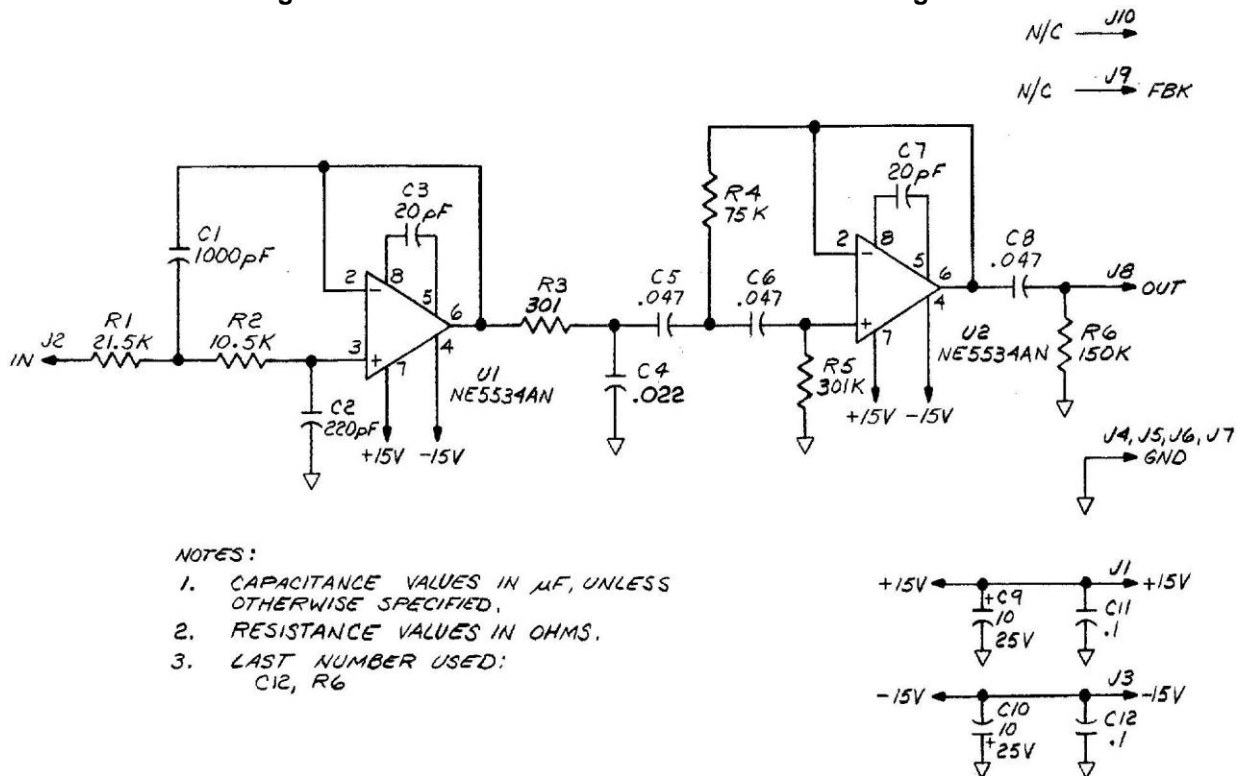 N/C J10
N/C J9 FBK
C1
1000pF
C3
20pF
R4
75K
C7
20pF
2
8
5
6
4
3
7
U1
NE5534AN
IN
J2
R1
21.5K
R2
10.5K
C2
220pF
+15V -15V
R3
301
C4
.022
C5
.047
C6
.047
R5
301K
2
8
5
6
4
7
U2
NE5534AN
+15V -15V
C8
.047
J8
OUT
R6
150K
J4, J5, J6, J7
GND
NOTES:
1. CAPACITANCE VALUES IN µF, UNLESS
OTHERWISE SPECIFIED.
2. RESISTANCE VALUES IN OHMS.
3. LAST NUMBER USED:
C12, R6
+15V J1 +15V
+C9
10
25V
C11
.1
-15V J3 -15V
C10
10
+25V
C12
.1